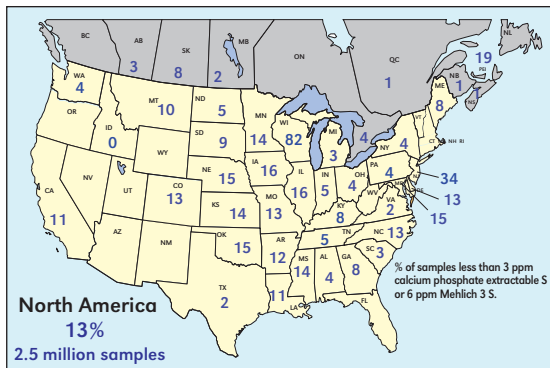 BC
AB
3
SK
8
MB
2
ON
4
QC
1
NL
19
PEI
NB
1
NS
1
WA
4
OR
ID
0
MT
10
ND
5
SD
9
WY
NE
15
MN
14
WI
82
MI
3
IA
16
IL
16
IN
5
OH
4
PA
4
NY
4
VT
ME
8
NH
RI
CT
NJ
34
DE
13
MD
15
WV
VA
2
KY
8
CA
11
NV
UT
CO
13
KS
14
MO
13
AZ
NM
OK
15
AR
12
TN
5
NC
13
SC
3
MS
14
AL
4
GA
8
TX
2
LA
11
FL
% of samples less than 3 ppm
calcium phosphate extractable S
or 6 ppm Mehlich 3 S.
North America
13%
2.5 million samples